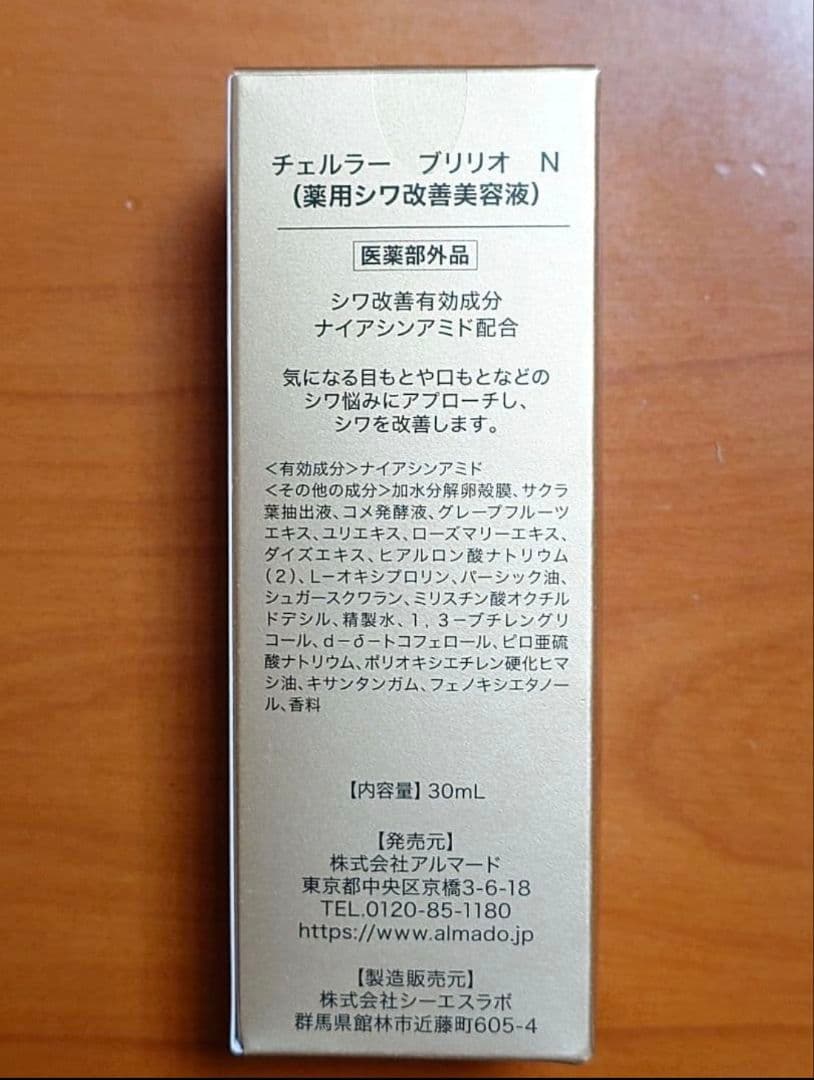 チェルラー ブリリオ N
(薬用シワ改善美容液)
医薬部外品
シワ改善有効成分
ナイアシンアミド配合
気になる目もとや口もとなどの
シワ悩みにアプローチし、
シワを改善します。
<有効成分>ナイアシンアミド
<その他の成分>加水分解卵殻膜、サクラ
葉抽出液、コメ発酵液、グレープフルーツ
エキス、ユリエキス、ローズマリーエキス、
ダイズエキス、ヒアルロン酸ナトリウム
(2)、L-オキシプロリン、パーシック油、
シュガースクワラン、ミリスチン酸オクチル
ドデシル、精製水、1,3-ブチレングリ
コール、d-δ-トコフェロール、ピロ亜硫
酸ナトリウム、ポリオキシエチレン硬化ヒマ
シ油、キサンタンガム、フェノキシエタノー
ル、香料
【内容量】30mL
【発売元】
株式会社アルマード
東京都中央区京橋3-6-18
TEL.0120-85-1180
https://www.almado.jp
【製造販売元】
株式会社シーエスラボ
群馬県館林市近藤町605-4